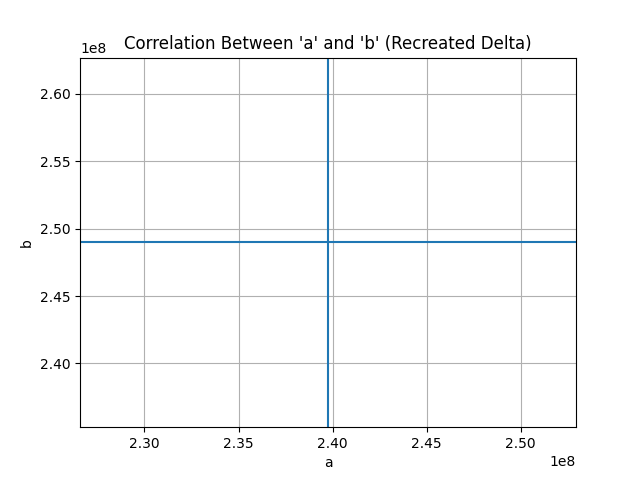 Correlation Between 'a' and 'b' (Recreated Delta)
1e8
2.60
2.55
2.50
2.45
2.40
b
2.30
2.35
2.40
2.45
2.50
a
1e8